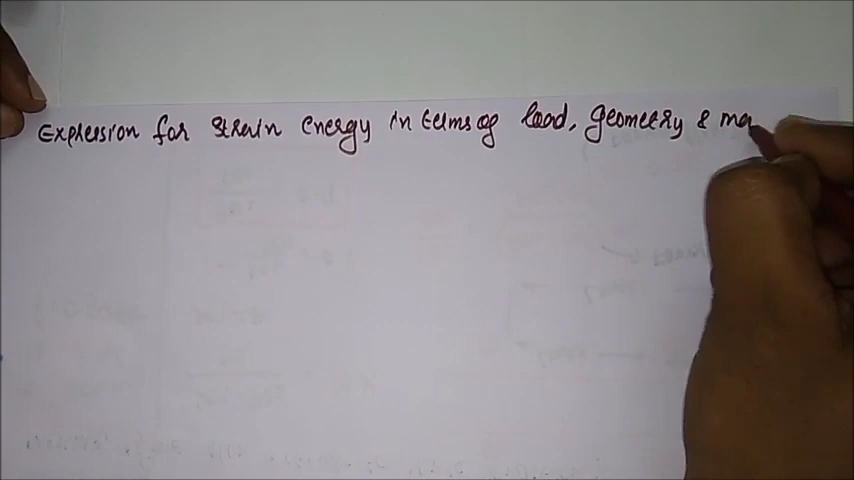 Expression for strain energy in terms of load, geometry & ma